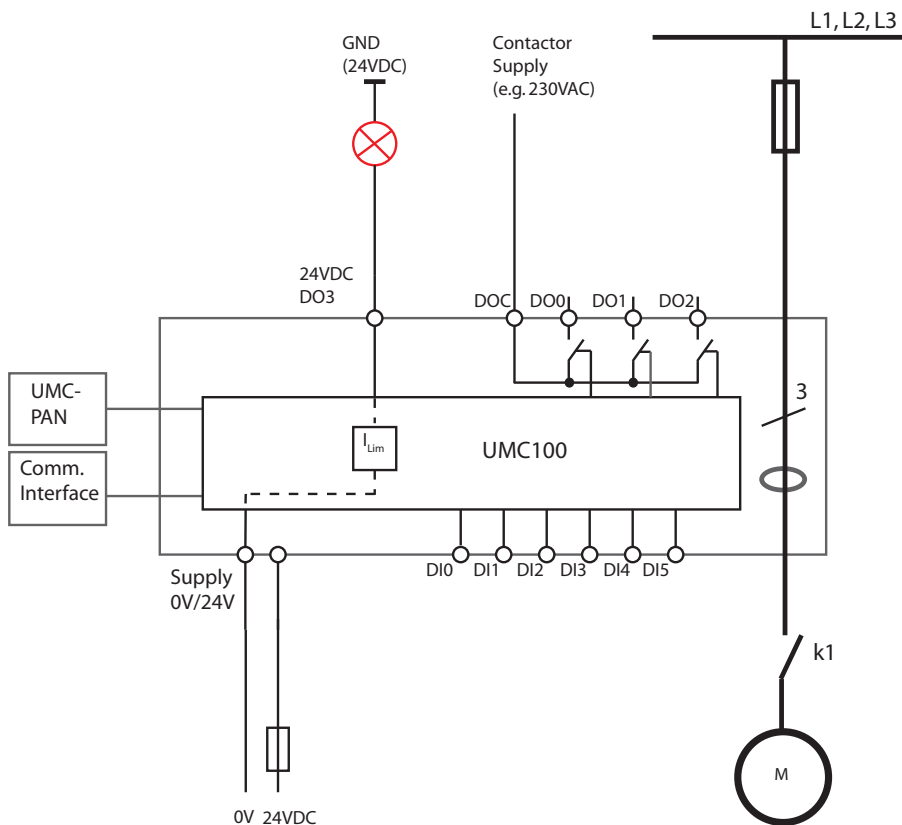 L1, L2, L3
GND
(24VDC)
Contactor
Supply
(e.g. 230VAC)
24VDC
DO3
DOC
DO0
DO1
DO2
UMC-
PAN
Comm.
Interface
3
I Lim
UMC100
Supply
0V/24V
DI0
DI1
DI2
DI3
DI4
DI5
k1
M
0V
24VDC